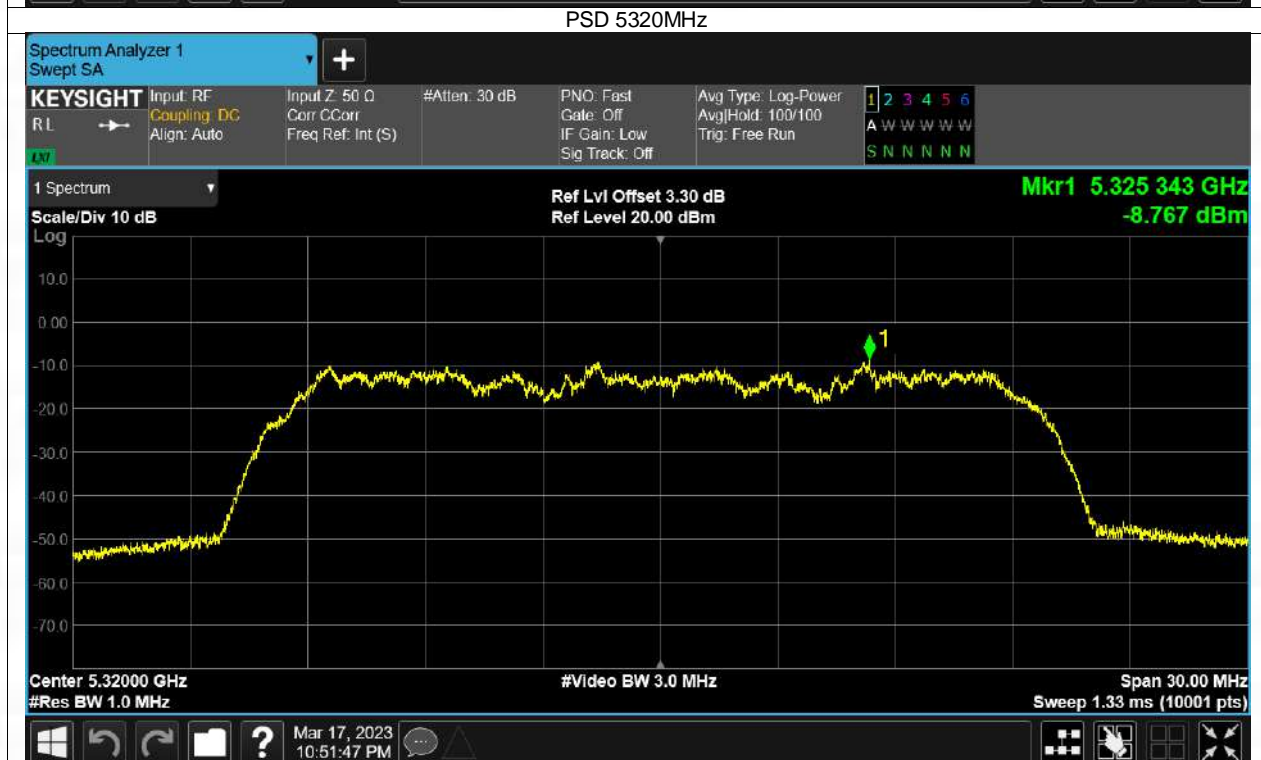 PSD 5320MHz
Spectrum Analyzer 1
Swept SA
+
KEYSIGHT Input: RF Input Z: 50 Ω #Atten: 30 dB PNO: Fast Avg Type: Log-Power 1 2 3 4 5 6
RL Coupling: DC Corr CCorr Gate: Off Avg|Hold: 100/100 A W W W W W
Align: Auto Freq Ref: Int (S) IF Gain: Low Trig: Free Run
LXI Sig Track: Off S N N N N N
1 Spectrum Ref Lvl Offset 3.30 dB Mkr1 5.325 343 GHz
Scale/Div 10 dB Ref Level 20.00 dBm -8.767 dBm
Log
10.0
0.00
1
-10.0
-20.0
-30.0
-40.0
-50.0
-60.0
-70.0
Center 5.32000 GHz #Video BW 3.0 MHz Span 30.00 MHz
#Res BW 1.0 MHz Sweep 1.33 ms (10001 pts)
? Mar 17, 2023
10:51:47 PM